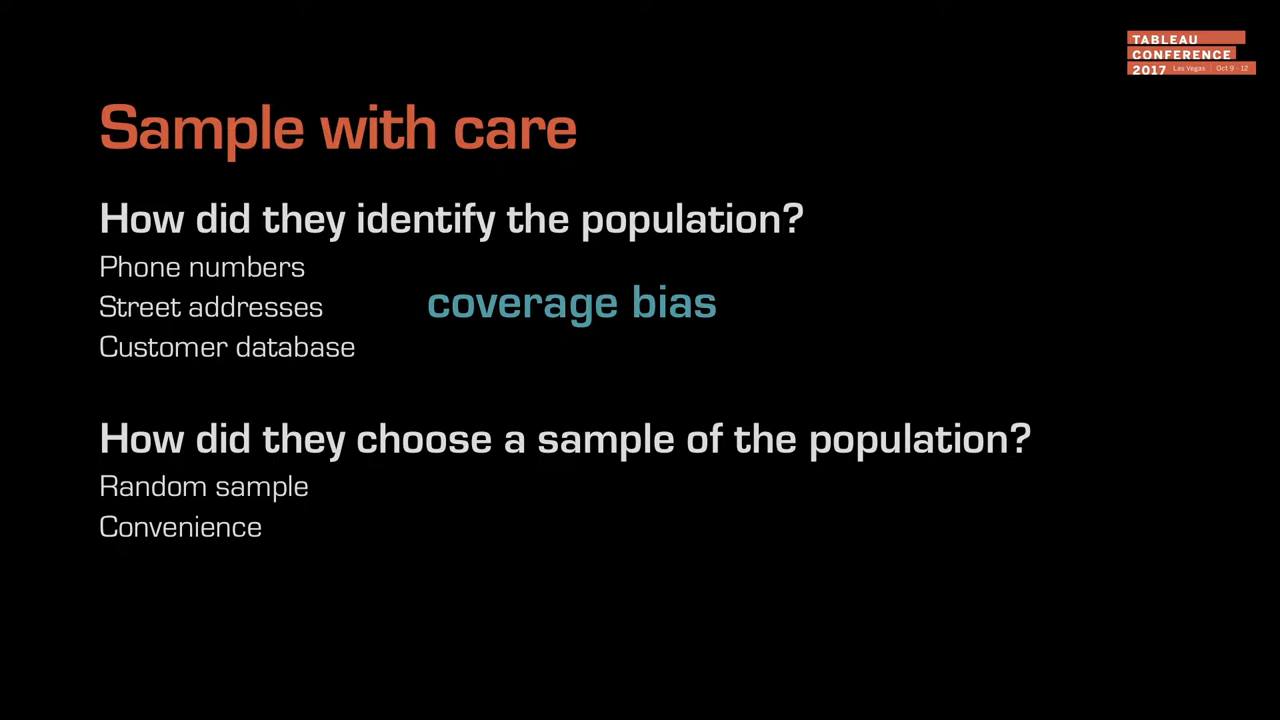 TABLEAU
CONFERENCE
2017 Las Vegas | Oct 9 - 12
Sample with care
How did they identify the population?
Phone numbers
Street addresses
coverage bias
Customer database
How did they choose a sample of the population?
Random sample
Convenience